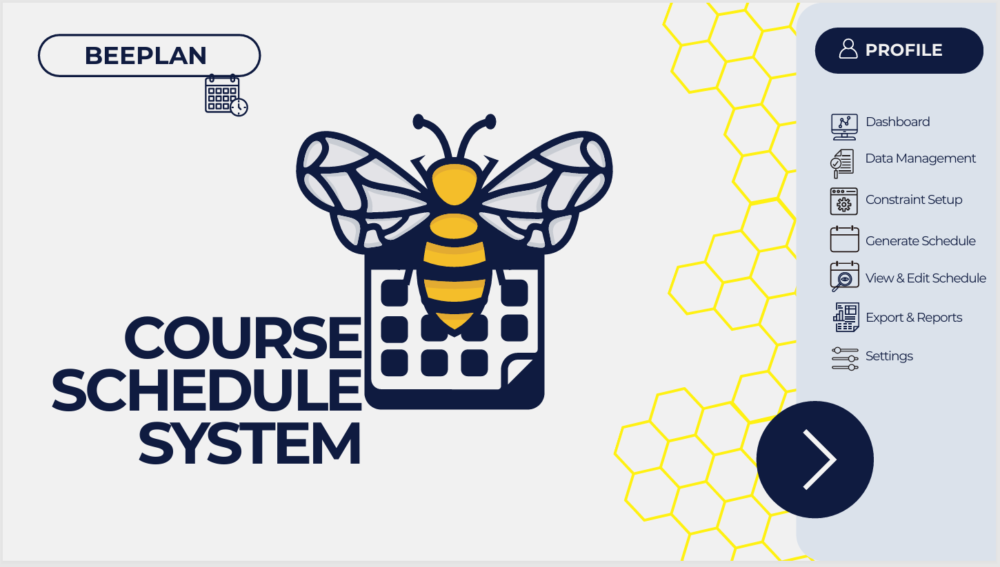 BEEPLAN
COURSE
SCHEDULE
SYSTEM
PROFILE
Dashboard
Data Management
Constraint Setup
Generate Schedule
View & Edit Schedule
Export & Reports
Settings